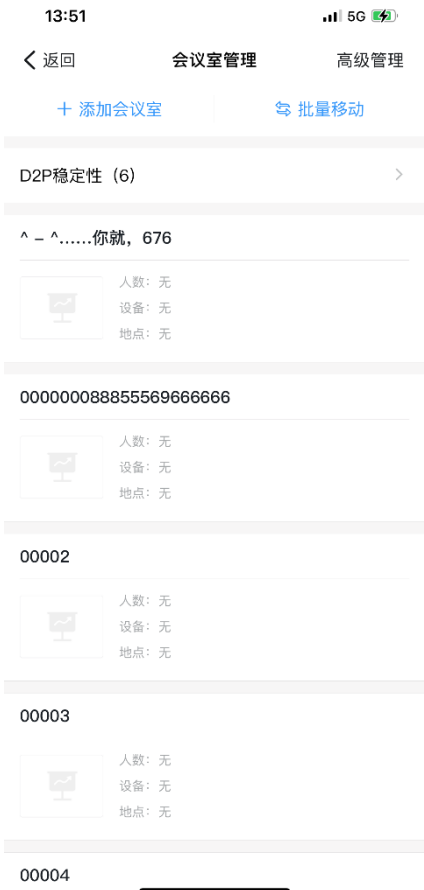 13:51
5G
返回
会议室管理
高级管理
添加会议室
批量移动
D2P稳定性（6）
^ - ^……你就，676
人数：无
设备：无
地点：无
000000088855569666666
人数：无
设备：无
地点：无
00002
人数：无
设备：无
地点：无
00003
人数：无
设备：无
地点：无
00004